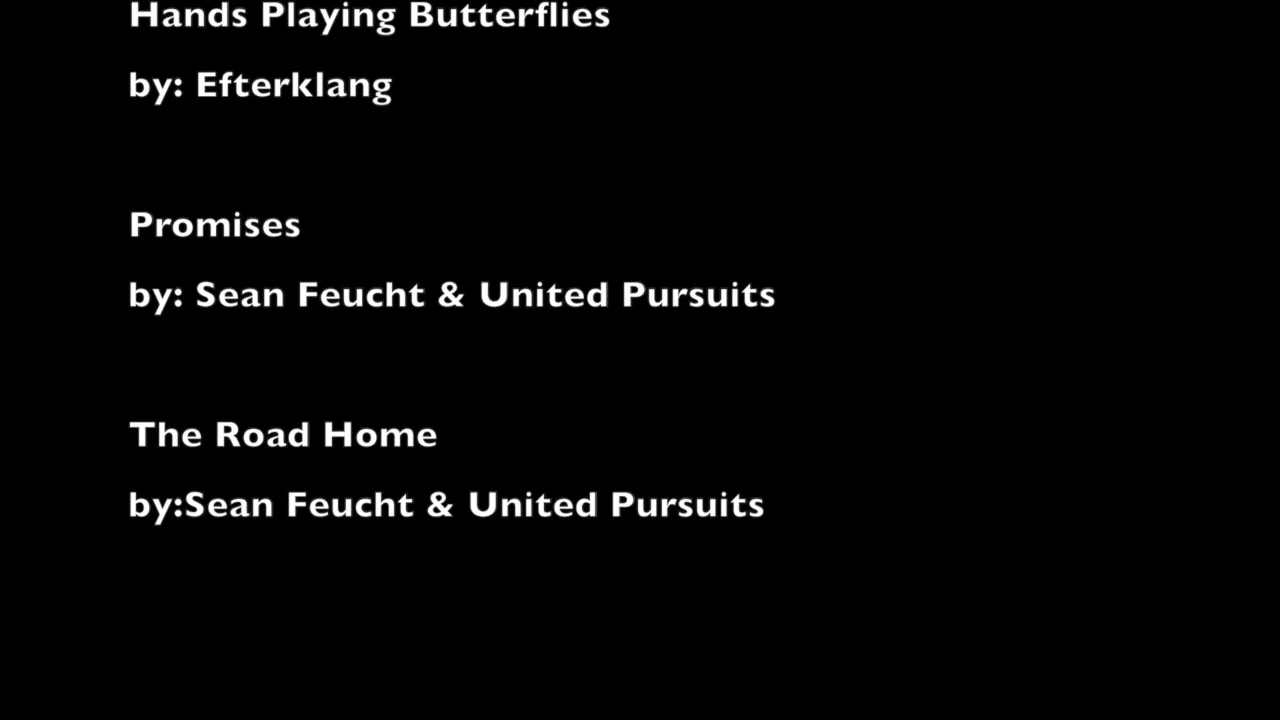 Hands Playing Butterflies
by: Efterklang
Promises
by: Sean Feucht & United Pursuits
The Road Home
by:Sean Feucht & United Pursuits